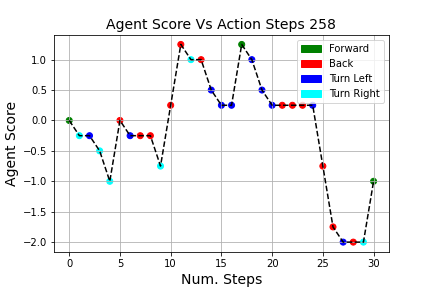 Agent Score Vs Action Steps 258
Agent Score
1.0
0.5
0.0
−0.5
−1.0
−1.5
−2.0
Forward
Back
Turn Left
Turn Right
0 5 10 15 20 25 30
Num. Steps